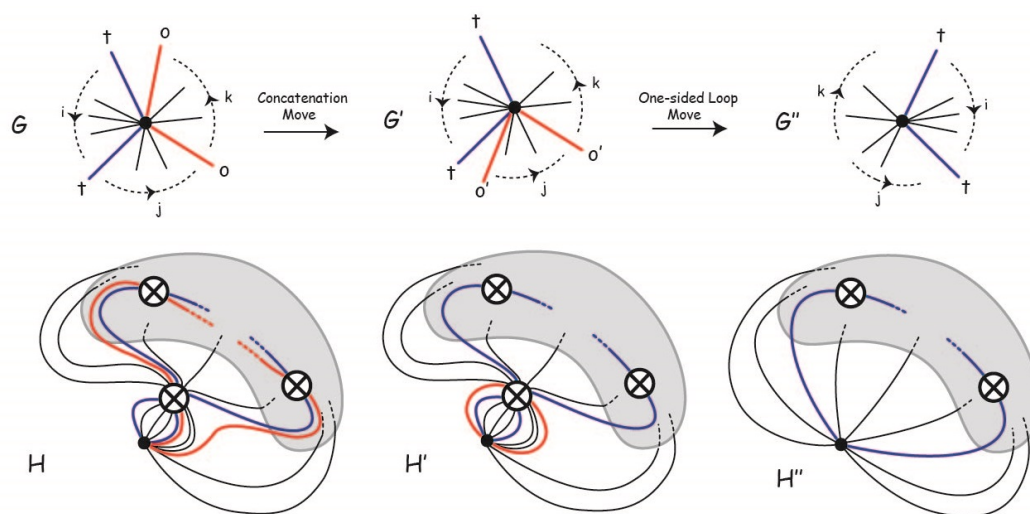 † o † o'
i k Concatenation Move i One-sided Loop Move k i
G G' G''
† o † o' o' †
j j j
H H' H''